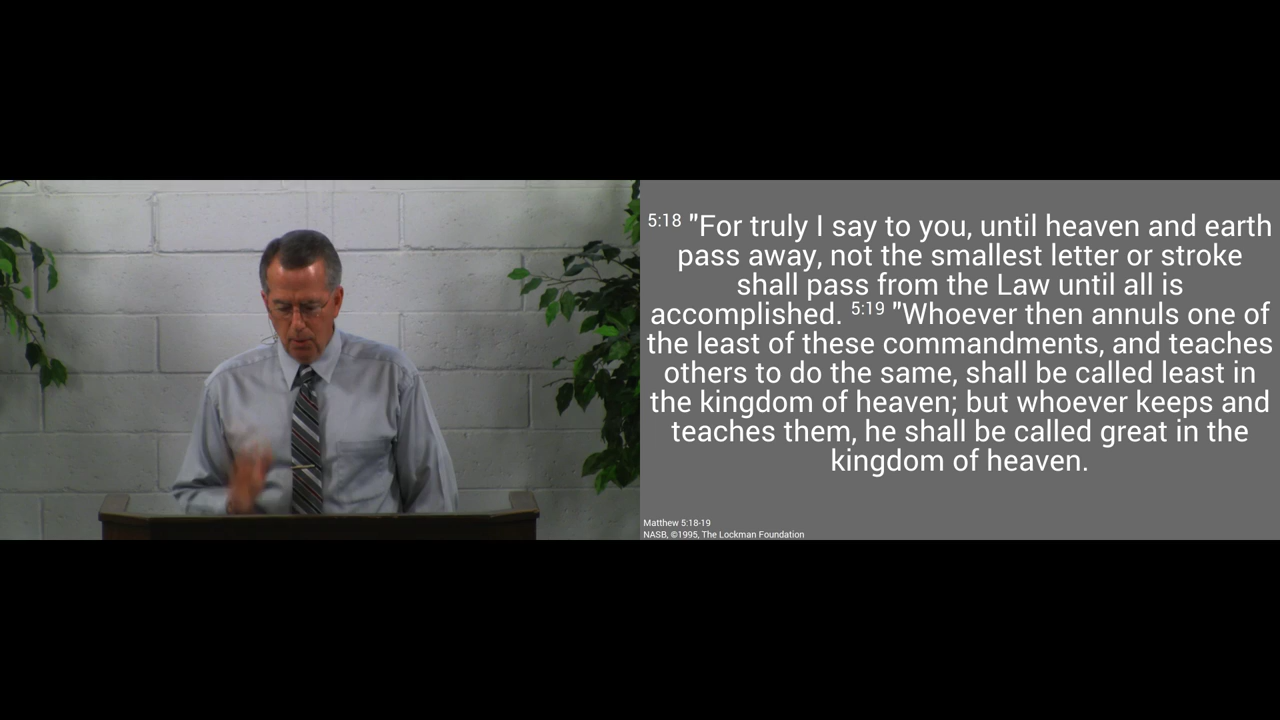 5:18 "For truly I say to you, until heaven and earth
pass away, not the smallest letter or stroke
shall pass from the Law until all is
accomplished. 5:19 "Whoever then annuls one of
the least of these commandments, and teaches
others to do the same, shall be called least in
the kingdom of heaven; but whoever keeps and
teaches them, he shall be called great in the
kingdom of heaven.
Matthew 5:18-19
NASB, ©1995, The Lockman Foundation